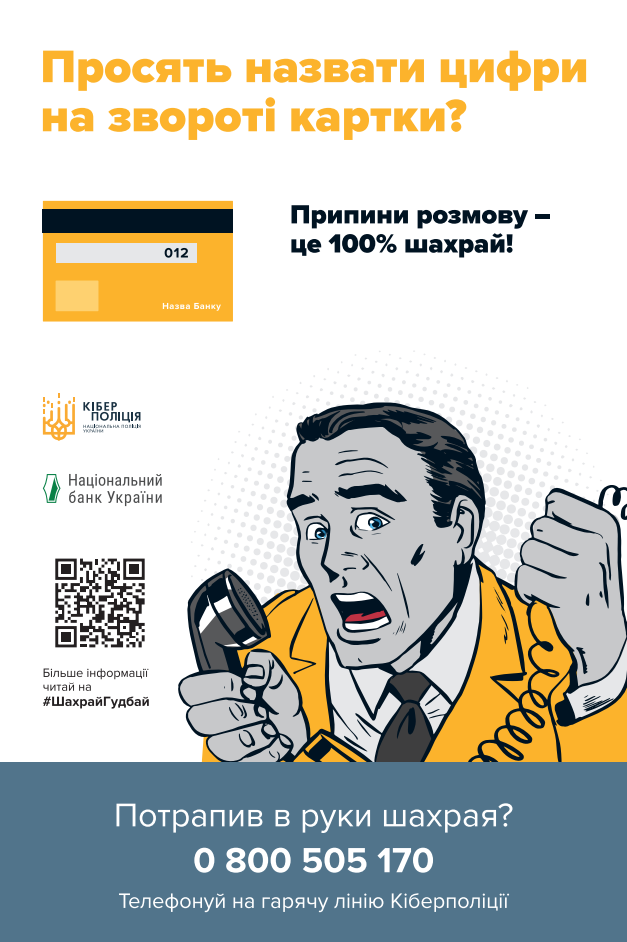 Просять назвати цифри
на звороті картки?
012
Назва Банку
Припини розмову –
це 100% шахрай!
КІБЕР
ПОЛІЦІЯ
НАЦІОНАЛЬНА ПОЛІЦІЯ
УКРАЇНИ
Національний
банк України
Більше інформації
читай на
#ШахрайГудбай
Потрапив в руки шахрая?
0 800 505 170
Телефонуй на гарячу лінію Кіберполіції